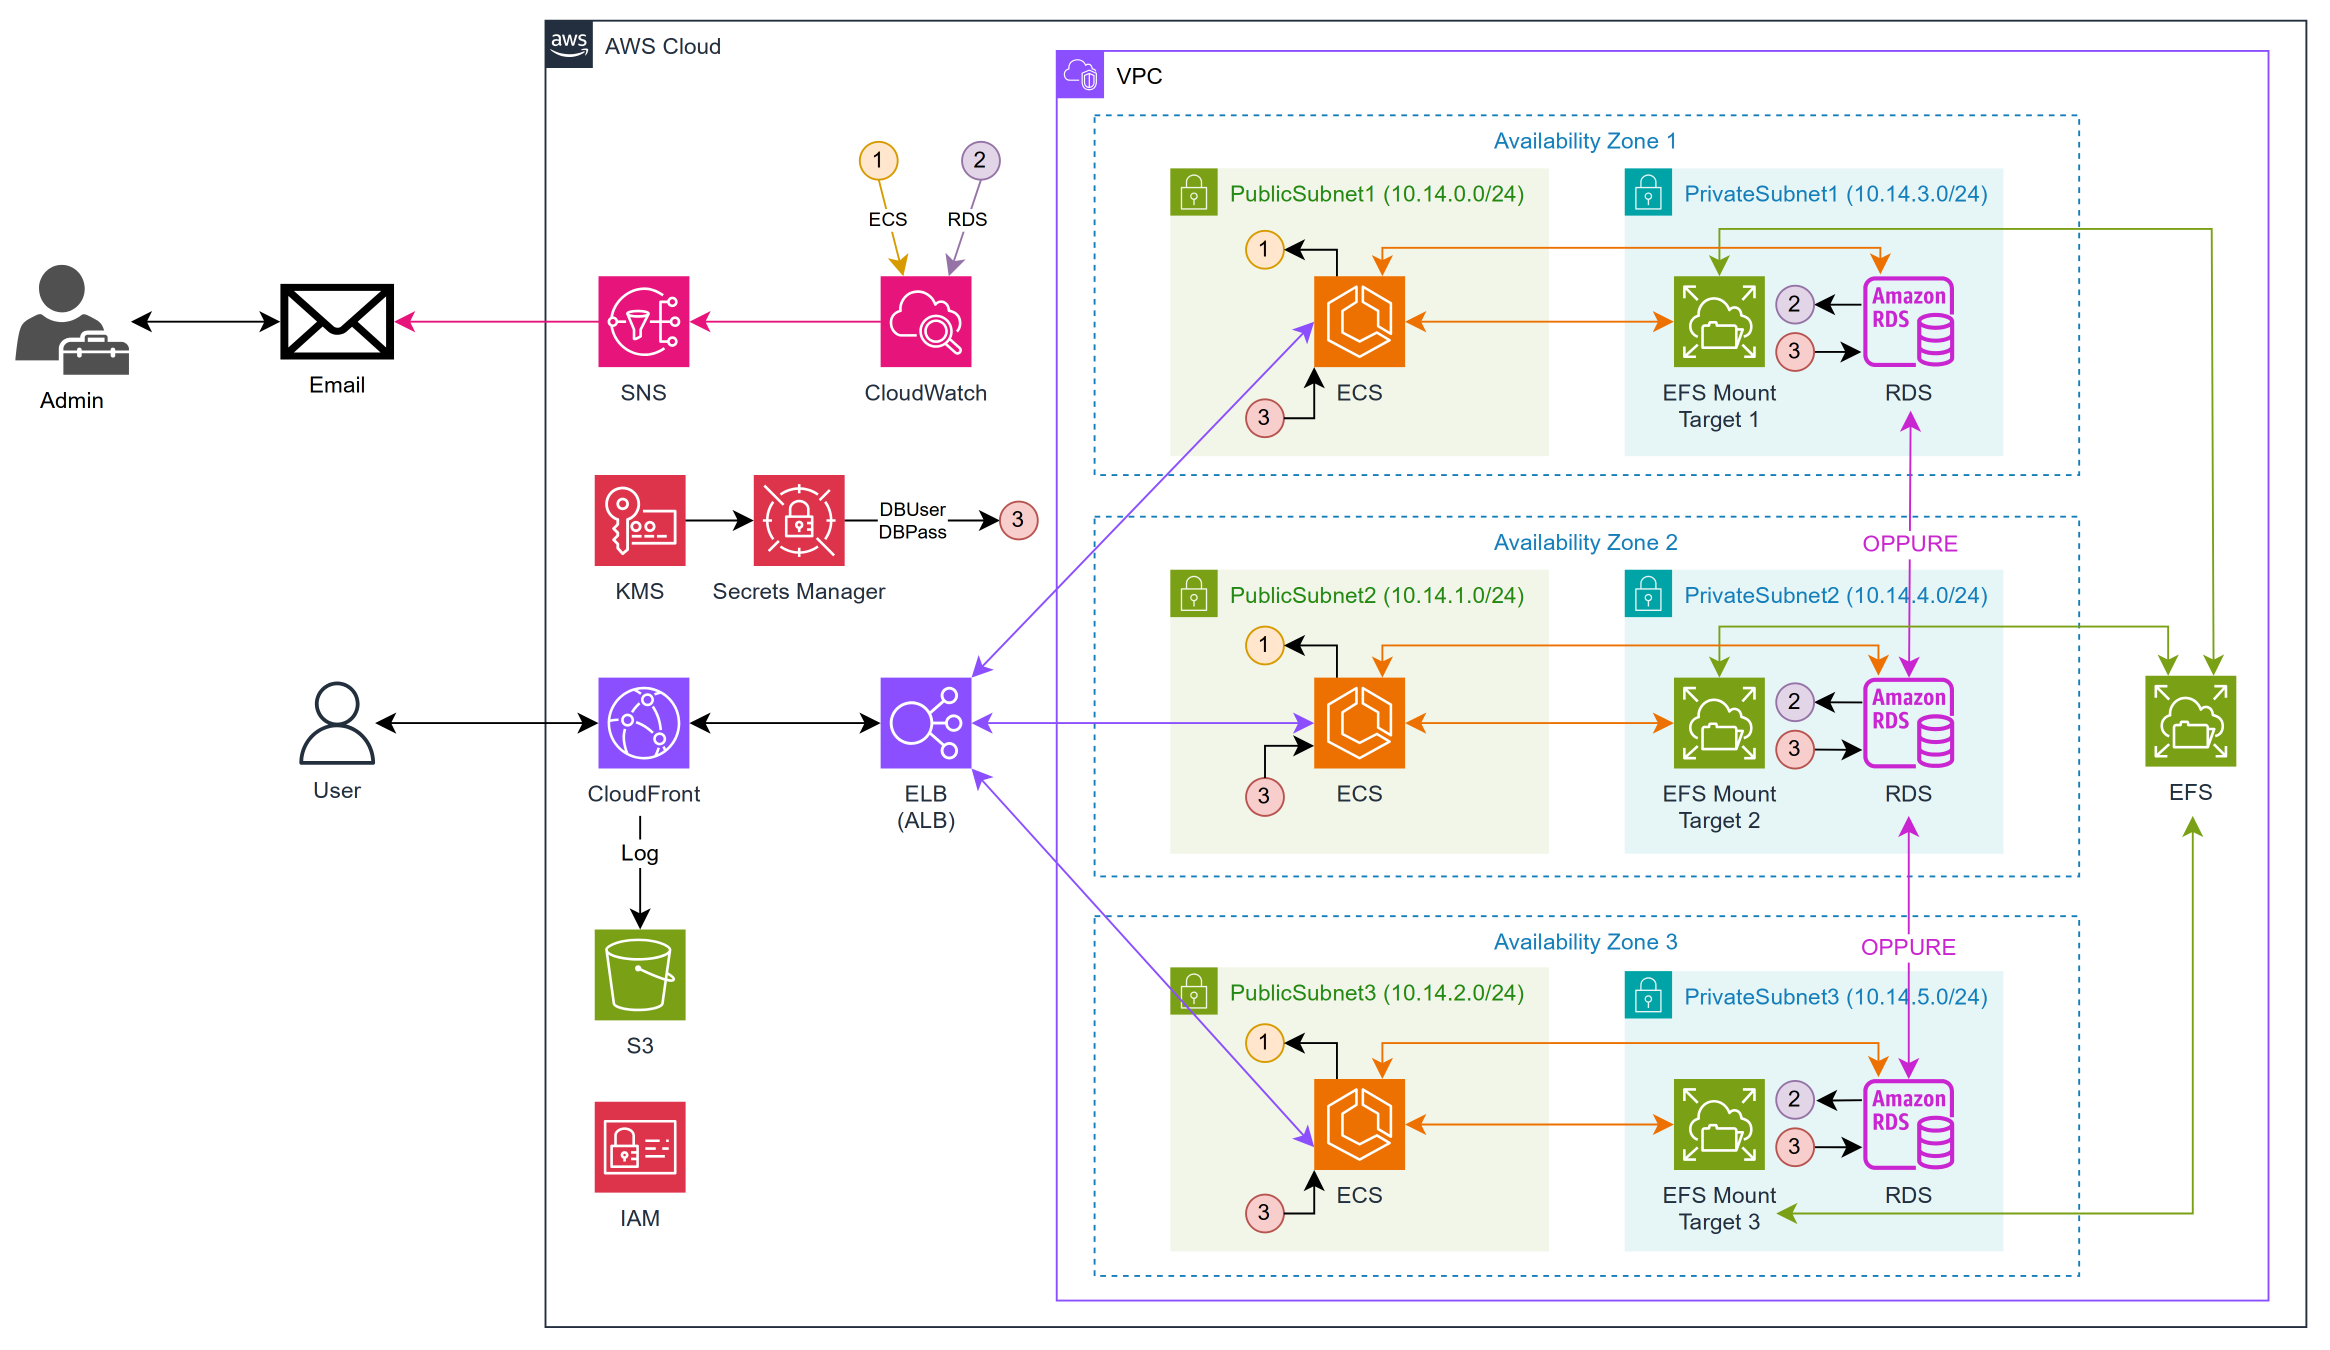 aws
AWS Cloud
VPC
Availability Zone 1
1
2
ECS
RDS
PublicSubnet1 (10.14.0.0/24)
PrivateSubnet1 (10.14.3.0/24)
1
2
Amazon
RDS
3
Admin
Email
SNS
CloudWatch
ECS
EFS Mount
Target 1
RDS
3
KMS
Secrets Manager
DBUser
DBPass
3
Availability Zone 2
OPPURE
PublicSubnet2 (10.14.1.0/24)
PrivateSubnet2 (10.14.4.0/24)
1
2
Amazon
RDS
3
User
CloudFront
ELB
(ALB)
3
ECS
EFS Mount
Target 2
RDS
EFS
Log
Availability Zone 3
OPPURE
PublicSubnet3 (10.14.2.0/24)
PrivateSubnet3 (10.14.5.0/24)
S3
1
2
Amazon
RDS
3
IAM
3
ECS
EFS Mount
Target 3
RDS